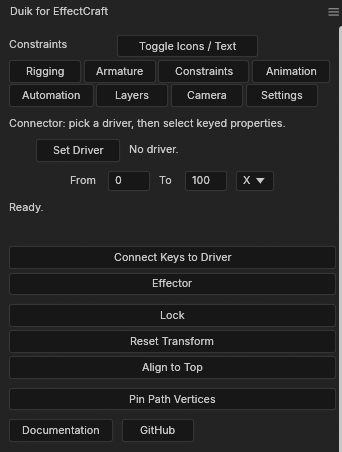 Duik for EffectCraft
Constraints Toggle Icons / Text
Rigging Armature Constraints Animation
Automation Layers Camera Settings
Connector: pick a driver, then select keyed properties.
Set Driver No driver.
From 0 To 100 X
Ready.
Connect Keys to Driver
Effector
Lock
Reset Transform
Align to Top
Pin Path Vertices
Documentation GitHub